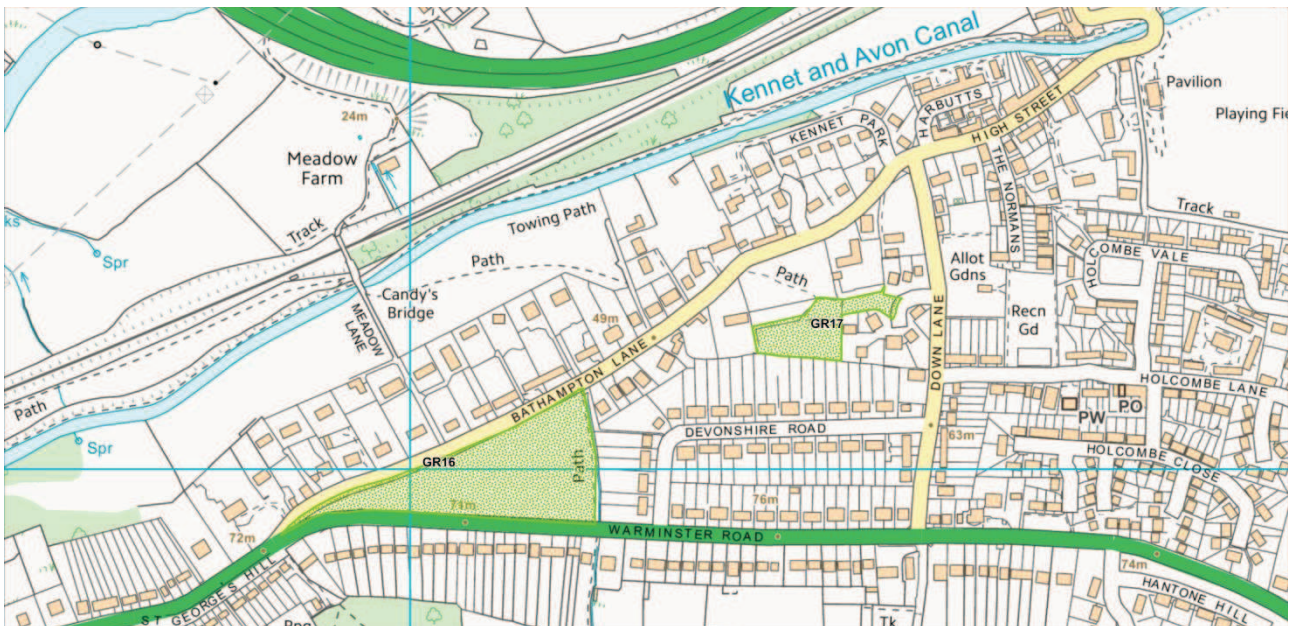 Kennet and Avon Canal
Pavilion
Playing Fie
HARBUTTS
HIGH STREET
KENNET PARK
THE NORMANS
24m
Meadow
Farm
Track
Towing Path
Path
Track
ks
Spr
Candy's
Bridge
MEADOW
LANE
Path
49m
Allot
Gdns
HOLCOMBE VALE
GR17
Recn
Gd
BATHAMPTON LANE
DOWN LANE
HOLCOMBE LANE
Path
PW
PO
DEVONSHIRE ROAD
63m
HOLCOMBE CLOSE
Spr
GR16
Path
71m
76m
72m
WARMINSTER ROAD
74m
HANTONE HILL
ST GEORGE'S HILL
Tk